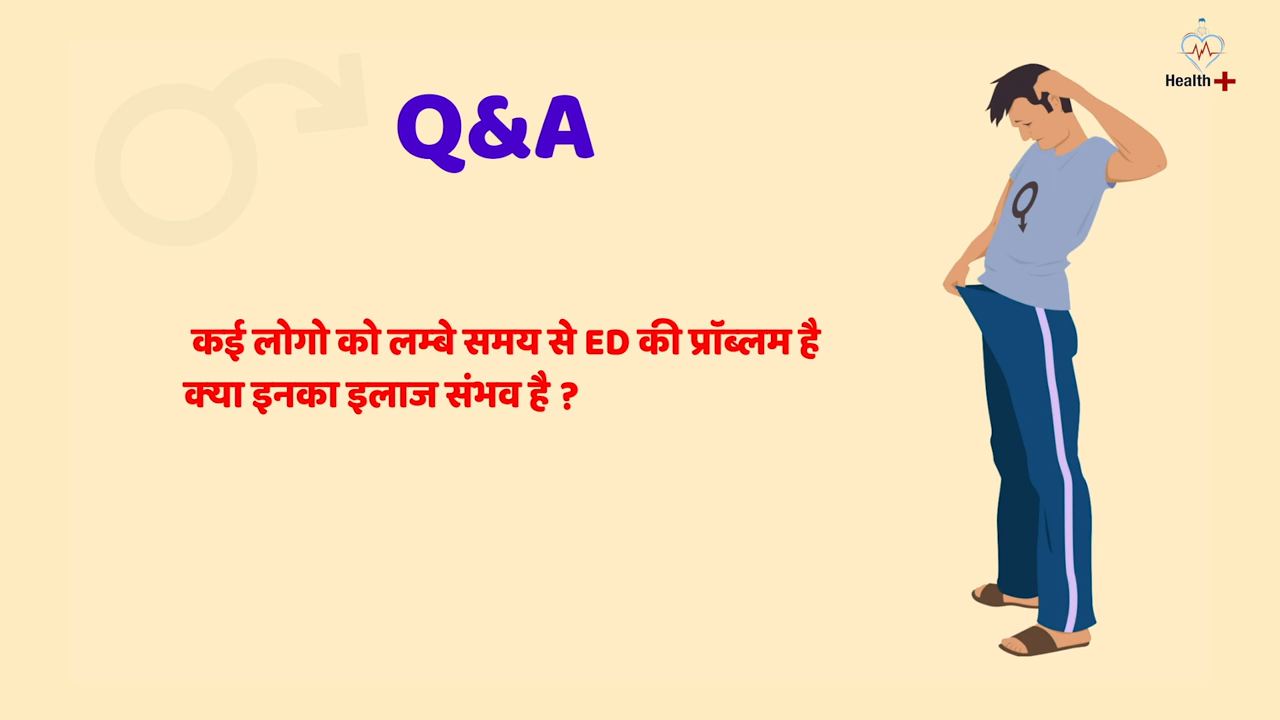 Health
Q&A
कई लोगो को लम्बे समय से ED की प्रॉब्लम है
क्या इनका इलाज संभव है ?